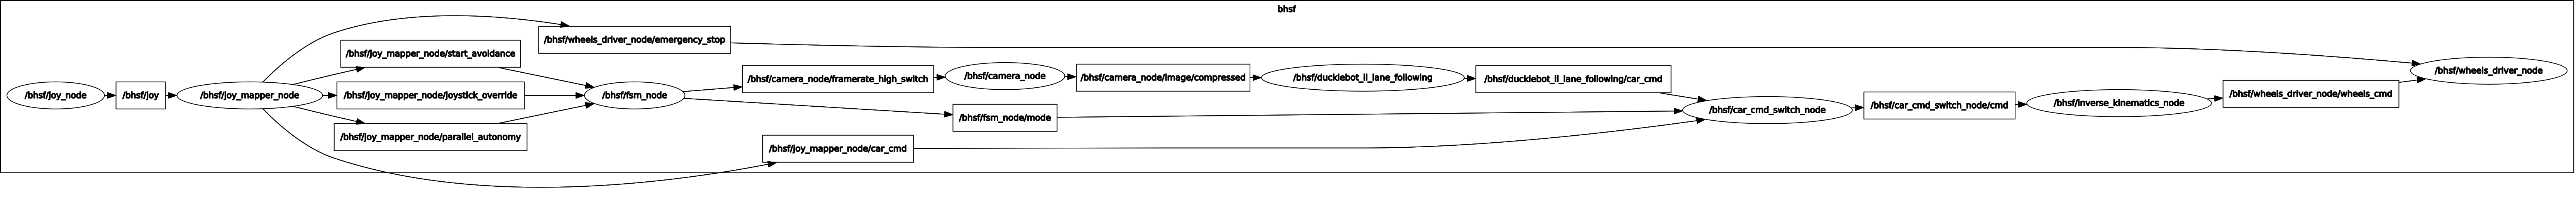 bhsf
/bhsf/wheels_driver_node/emergency_stop
/bhsf/joy_mapper_node/start_avoidance
/bhsf/joy_node
/bhsf/joy
/bhsf/joy_mapper_node
/bhsf/joy_mapper_node/joystick_override
/bhsf/joy_mapper_node/parallel_autonomy
/bhsf/fsm_node
/bhsf/camera_node/framerate_high_switch
/bhsf/camera_node
/bhsf/camera_node/image/compressed
/bhsf/ducklebot_il_lane_following
/bhsf/ducklebot_il_lane_following/car_cmd
/bhsf/fsm_node/mode
/bhsf/joy_mapper_node/car_cmd
/bhsf/car_cmd_switch_node
/bhsf/car_cmd_switch_node/cmd
/bhsf/inverse_kinematics_node
/bhsf/wheels_driver_node/wheels_cmd
/bhsf/wheels_driver_node